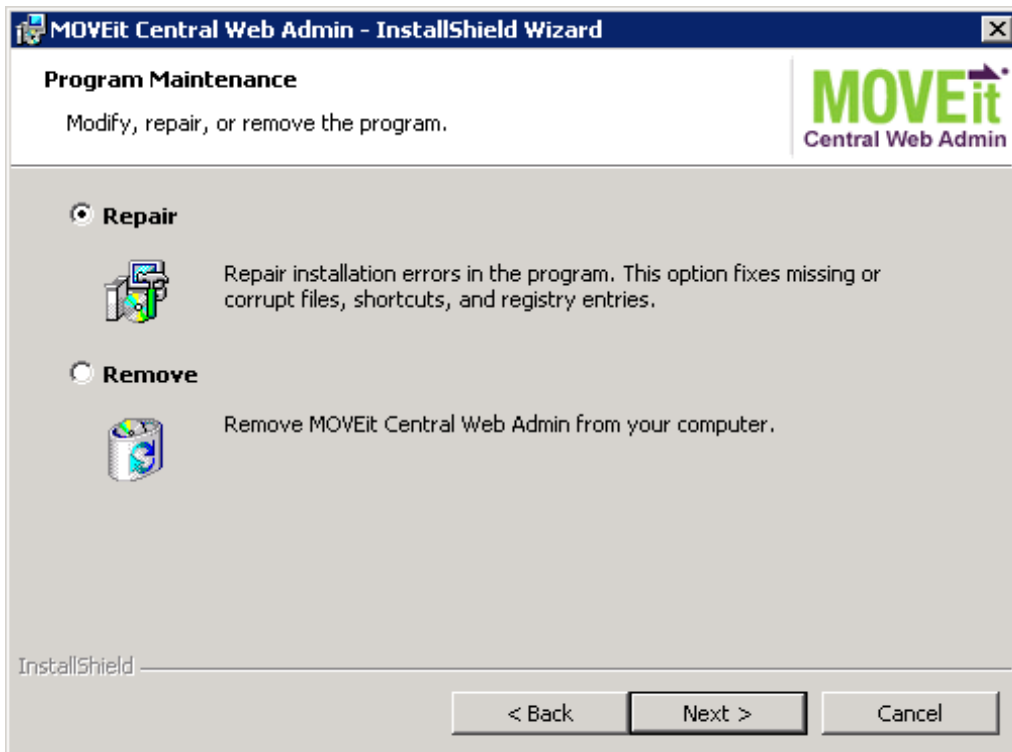 MOVEit Central Web Admin - InstallShield Wizard
Program Maintenance
Modify, repair, or remove the program.
MOVEit
Central Web Admin
Repair
Repair installation errors in the program. This option fixes missing or
corrupt files, shortcuts, and registry entries.
Remove
Remove MOVEit Central Web Admin from your computer.
InstallShield
< Back
Next >
Cancel